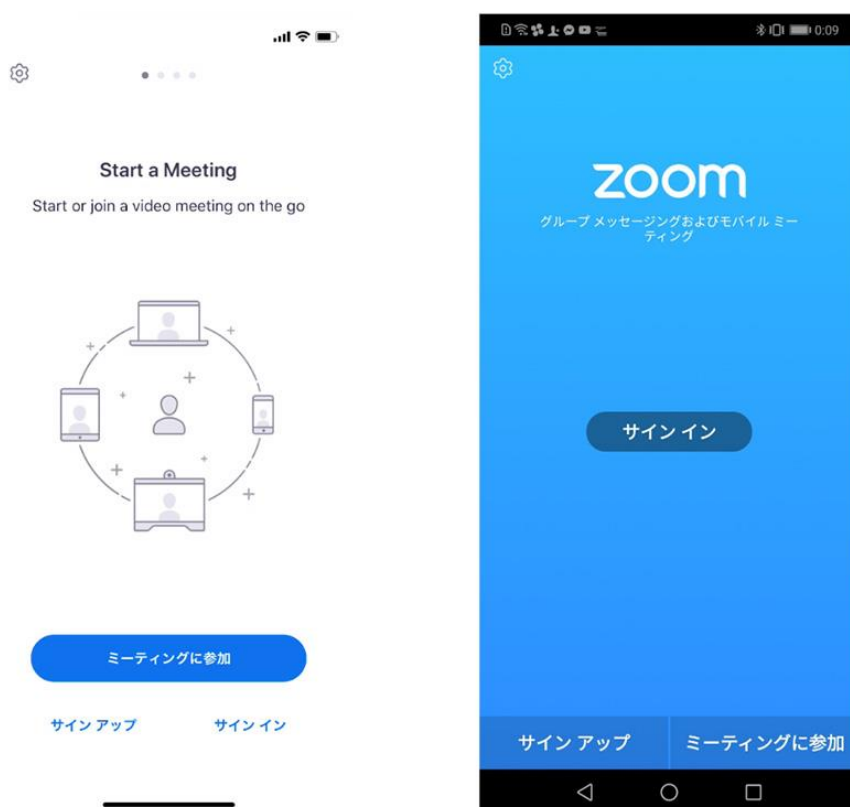 Start a Meeting
Start or join a video meeting on the go
ミーティングに参加
サイン アップ
サイン イン
0:09
zoom
グループ メッセージングおよびモバイル ミー
ティング
サイン イン
サイン アップ
ミーティングに参加